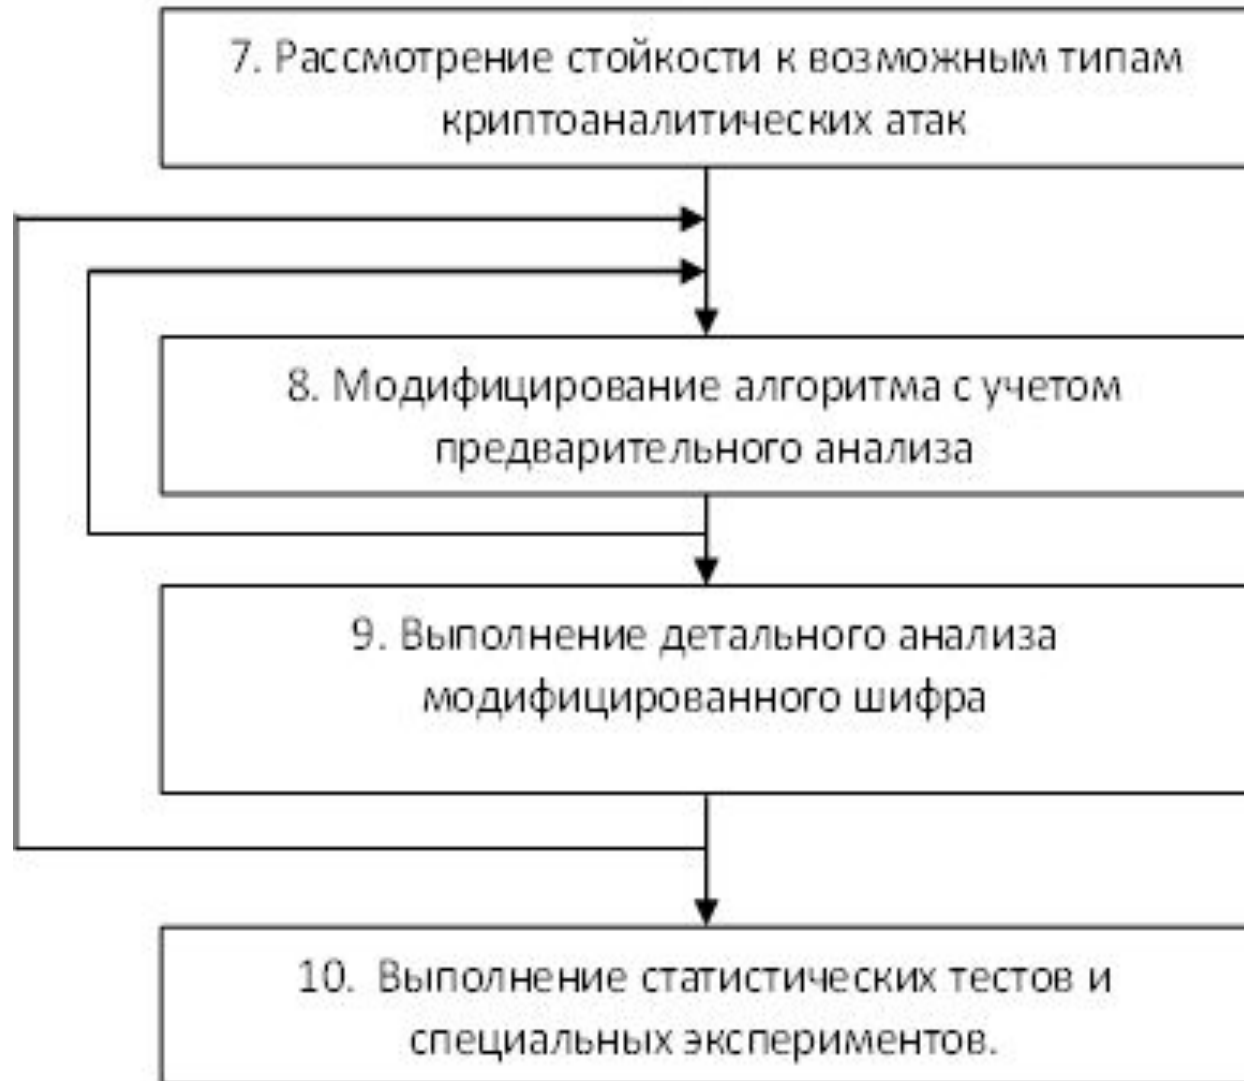 7. Рассмотрение стойкости к возможным типам
криптоаналитических атак
8. Модифицирование алгоритма с учетом
предварительного анализа
9. Выполнение детального анализа
модифицированного шифра
10. Выполнение статистических тестов и
специальных экспериментов.